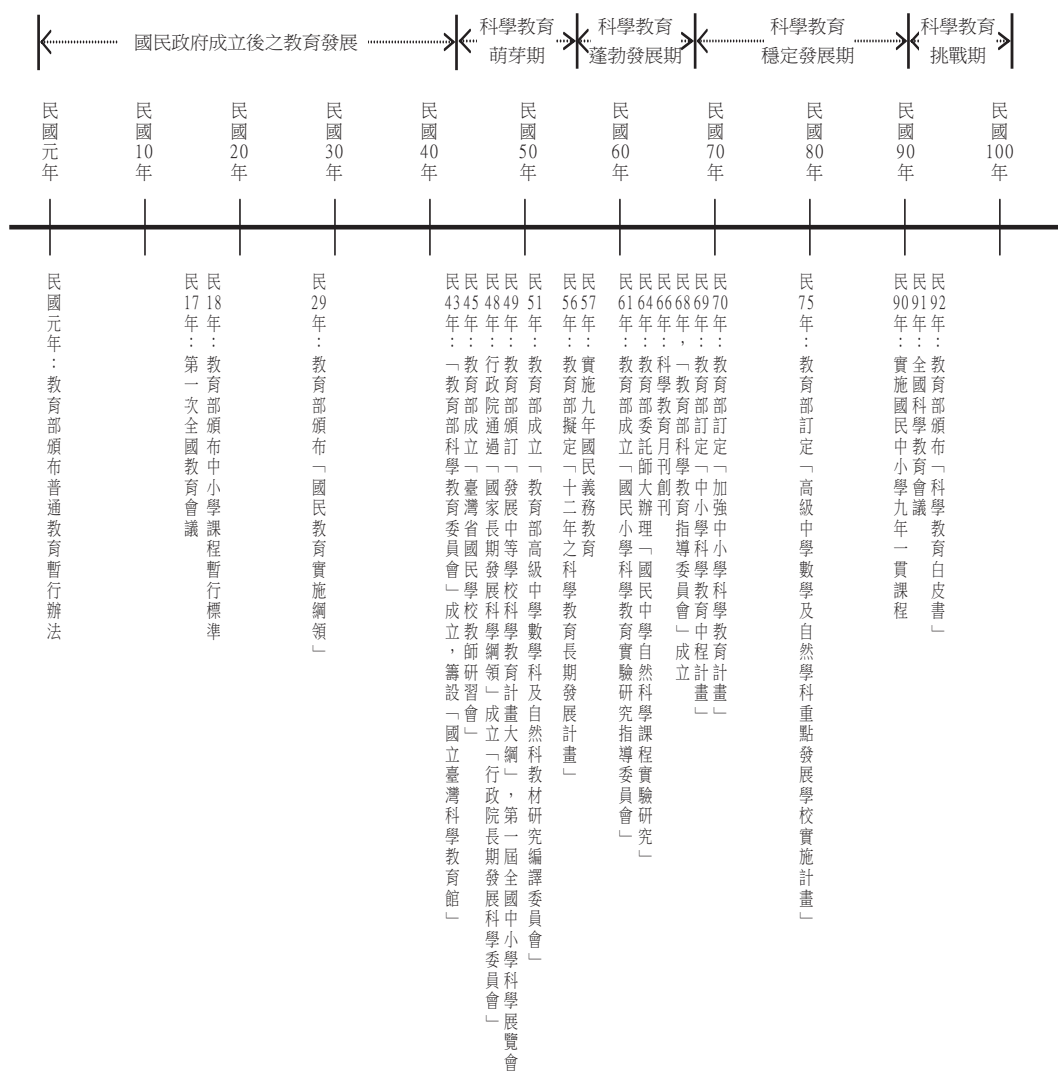 國民政府成立後之教育發展
科學教育
萌芽期
科學教育
蓬勃發展期
科學教育
穩定發展期
科學教育
挑戰期
民國元年
民國10年
民國20年
民國30年
民國40年
民國50年
民國60年
民國70年
民國80年
民國90年
民國100年
民國元年：教育部頒布普通教育暫行辦法
民17年：第一次全國教育會議
民18年：教育部頒布中小學課程暫行標準
民29年：教育部頒布「國民教育實施綱領」
民43年：「教育部科學教育委員會」成立，籌設「國立臺灣科學教育館」
民45年：教育部成立「臺灣省國民學校教師研習會」
民48年：行政院通過「國家長期發展科學綱領」成立「行政院長期發展科學委員會」
民49年：教育部頒訂「發展中等學校科學教育計畫大綱」，第一屆全國中小學科學展覽會
民51年：教育部成立「教育部高級中學數學科及自然科教材研究編譯委員會」
民56年：教育部擬定「十二年之科學教育長期發展計畫」
民57年：實施九年國民義務教育
民61年：教育部成立「國民小學科學教育實驗研究指導委員會」
民64年：教育部委託師大辦理「國民中學自然科學課程實驗研究」
民66年：科學教育月刊創刊
民68年，「教育部科學教育指導委員會」成立
民69年：教育部訂定「中小學科學教育中程計畫」
民70年：教育部訂定「加強中小學科學教育計畫」
民75年：教育部訂定「高級中學數學及自然學科重點發展學校實施計畫」
民90年：實施國民中小學九年一貫課程
民91年：全國科學教育會議
民92年：教育部頒布「科學教育白皮書」